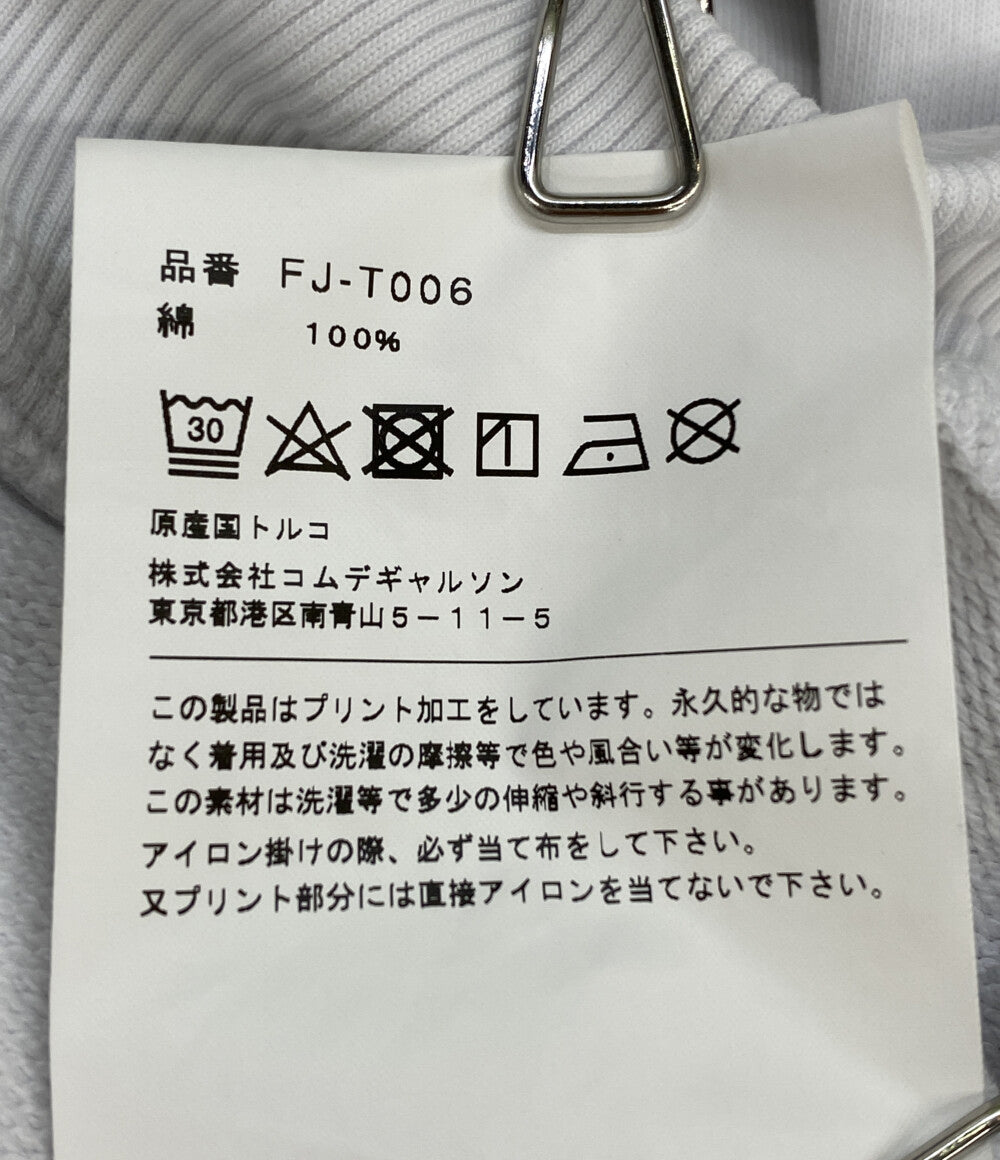 品番 FJ-T006
綿 100%
30
原産国トルコ
株式会社コムデギャルソン
東京都港区南青山5－11－5
この製品はプリント加工をしています。永久的な物では
なく着用及び洗濯の摩擦等で色や風合い等が変化します。
この素材は洗濯等で多少の伸縮や斜行する事があります。
アイロン掛けの際、必ず当て布をして下さい。
又プリント部分には直接アイロンを当てないで下さい。